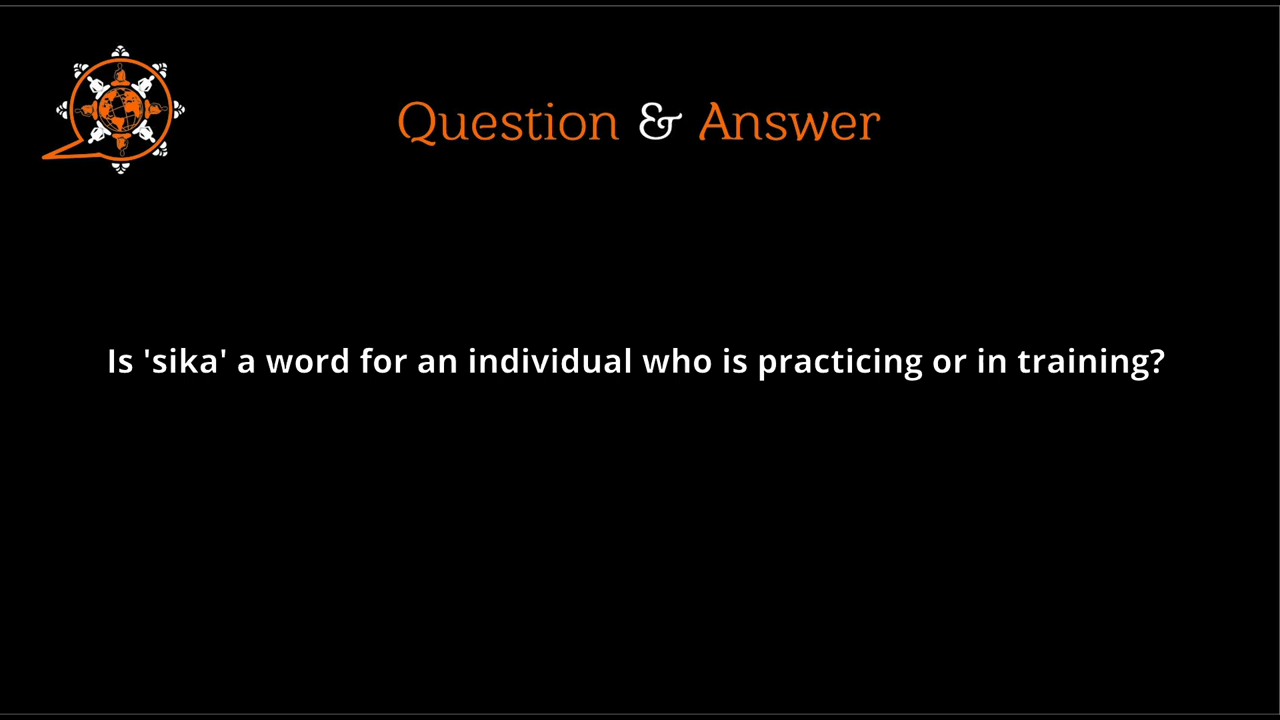 Question & Answer
Is 'sika' a word for an individual who is practicing or in training?